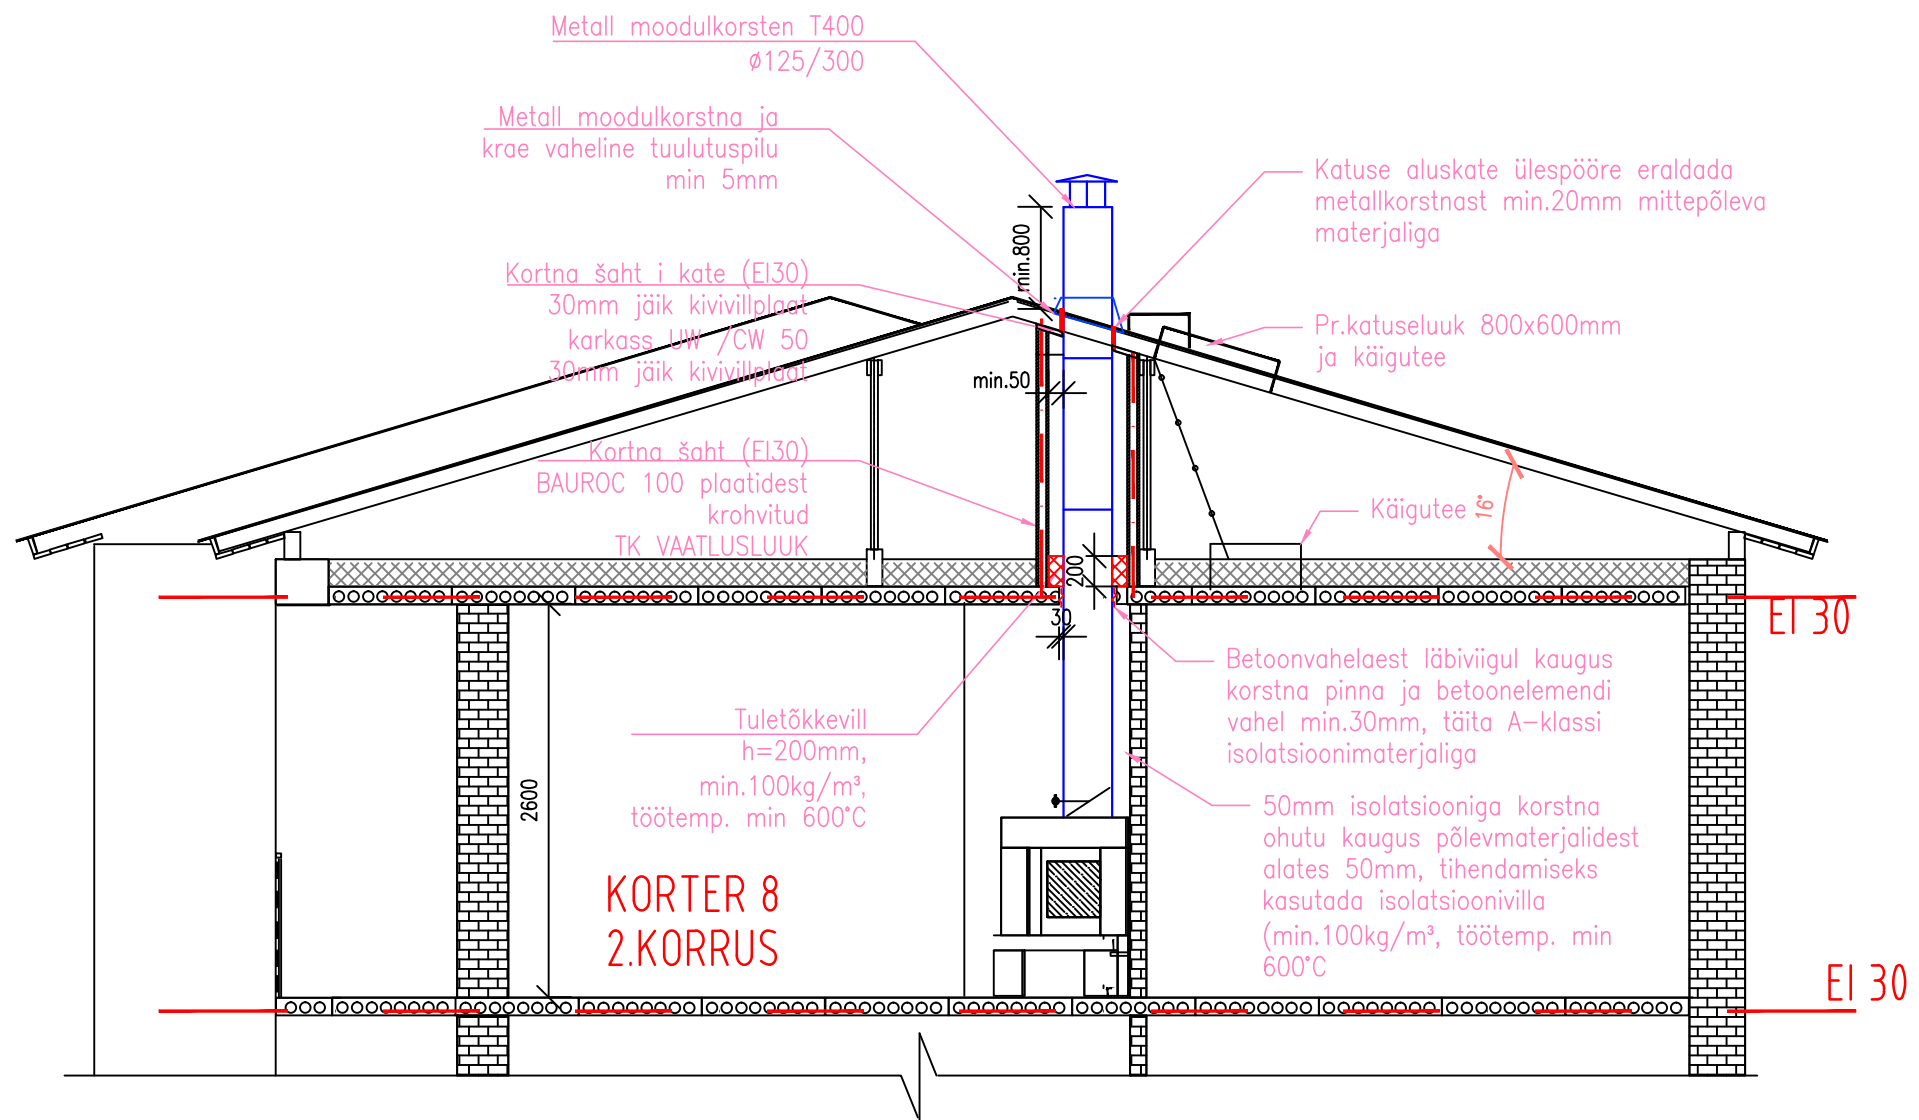 Metall moodulkorsten T400
ø125/300
Metall moodulkorstna ja
krae vaheline tuulutuspilu
min 5mm
Katuse aluskate ülespööre eraldada
metallkorstnast min.20mm mittepõleva
materjaliga
min.800
Kortna šaht i kate (EI30)
30mm jäik kivivillplaat
karkass UW /CW 50
30mm jäik kivivillplaat
Pr.katuseluuk 800x600mm
ja käigutee
min.50
Kortna šaht (EI30)
BAUROC 100 plaatidest
krohvitud
TK VAATLUSLUUK
Käigutee
16°
200
30
EI 30
Betoonvahelaest läbiviigul kaugus
korstna pinna ja betoonelemendi
vahel min.30mm, täita A-klassi
isolatsioonimaterjaliga
Tuletõkkevill
h=200mm,
min.100kg/m³,
töötemp. min 600°C
2600
50mm isolatsiooniga korstna
ohutu kaugus põlevmaterjalidest
alates 50mm, tihendamiseks
kasutada isolatsioonivilla
(min.100kg/m³, töötemp. min
600°C
KORTER 8
2.KORRUS
EI 30